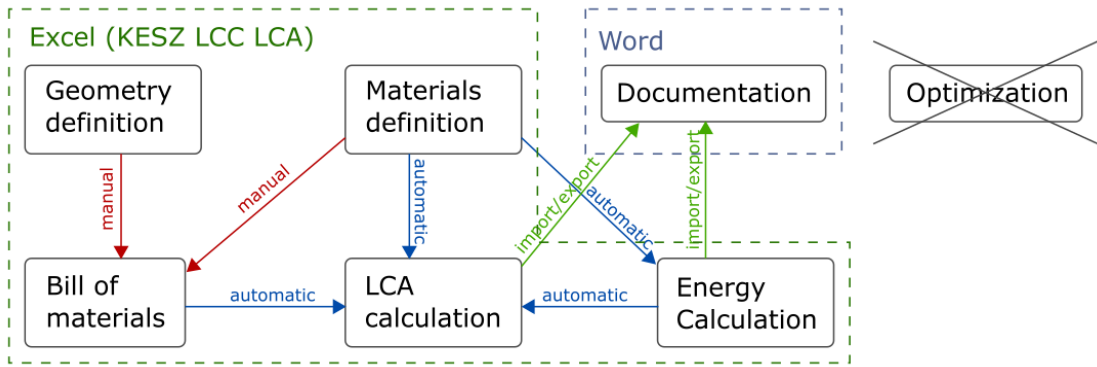 Excel (KESZ LCC LCA)
Word
Geometry
definition
Materials
definition
Documentation
Optimization
manual
manual
automatic
import/export
automatic
import/export
Bill of
materials
automatic
LCA
calculation
automatic
Energy
Calculation